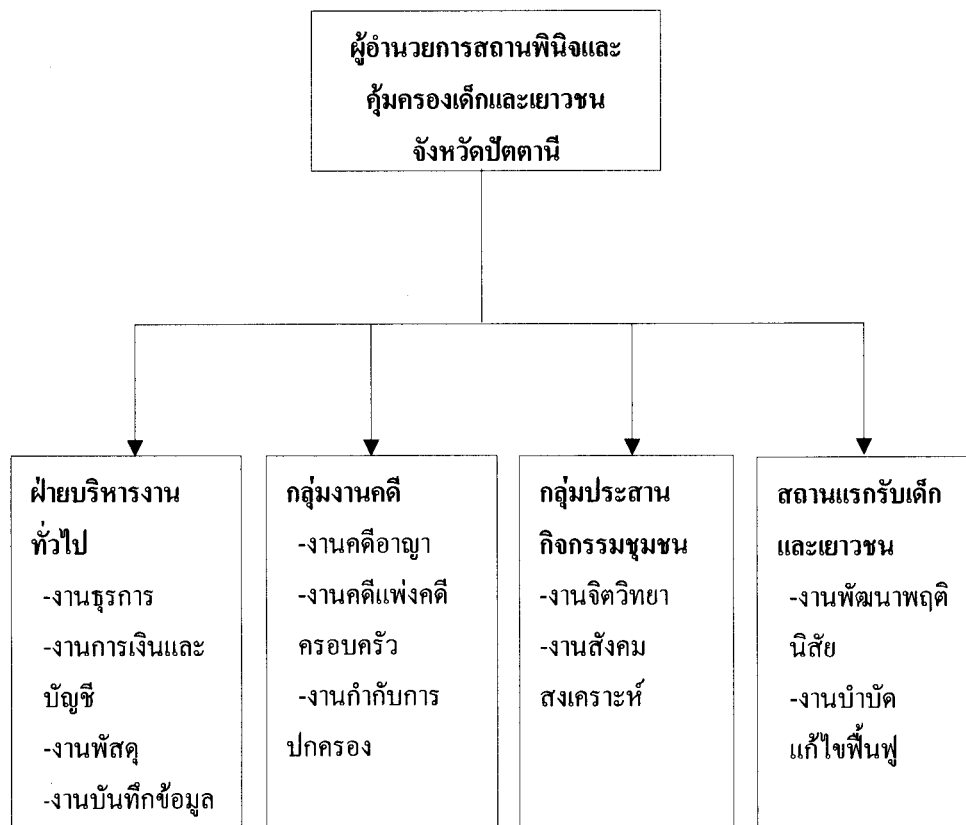 ผู้อำนวยการสถานพินิจและ
คุ้มครองเด็กและเยาวชน
จังหวัดปัตตานี
ฝ่ายบริหารงาน
ทั่วไป
-งานธุรการ
-งานการเงินและ
บัญชี
-งานพัสดุ
-งานบันทึกข้อมูล
กลุ่มงานคดี
-งานคดีอาญา
-งานคดีแพ่งคดี
ครอบครัว
-งานกำกับการ
ปกครอง
กลุ่มประสาน
กิจกรรมชุมชน
-งานจิตวิทยา
-งานสังคม
สงเคราะห์
สถานแรกรับเด็ก
และเยาวชน
-งานพัฒนาพฤติ
นิสัย
-งานบำบัด
แก้ไขฟื้นฟู